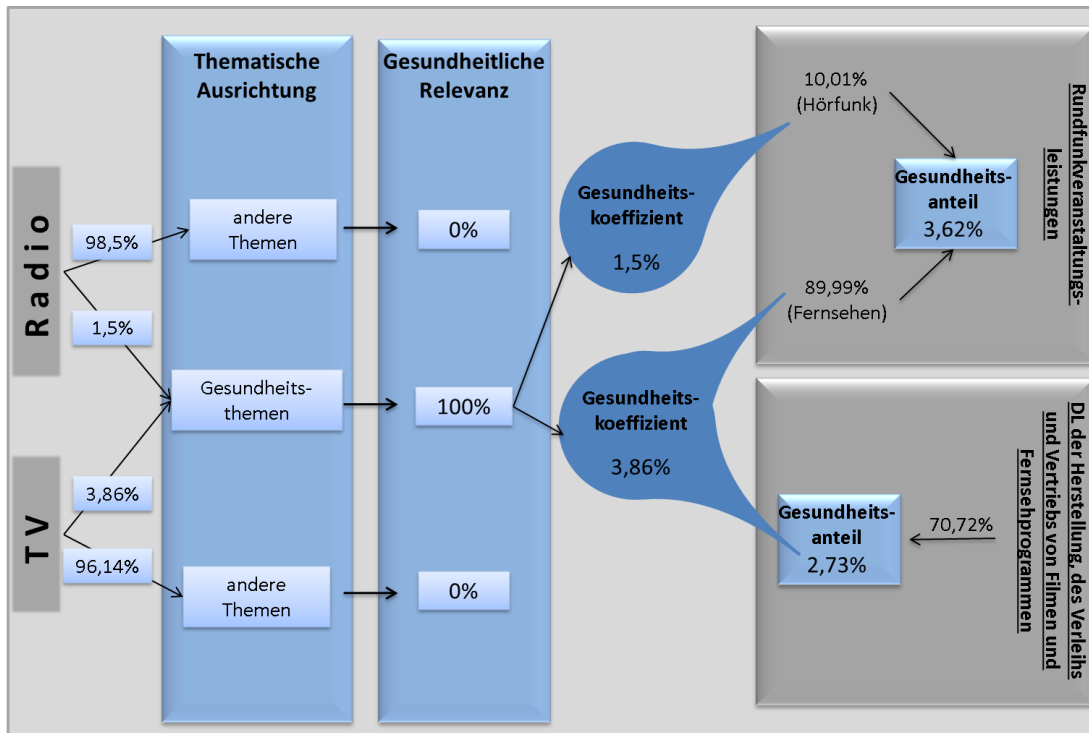 Thematische
Ausrichtung
Gesundheitliche
Relevanz
Radio
98,5%
1,5%
andere
Themen
0%
Gesundheits-
themen
100%
TV
3,86%
96,14%
andere
Themen
0%
Gesundheits-
koeffizient
1,5%
Gesundheits-
koeffizient
3,86%
10,01%
(Hörfunk)
Gesundheits-
anteil
3,62%
89,99%
(Fernsehen)
Rundfunkveranstaltungs-
leistungen
Gesundheits-
anteil
2,73%
70,72%
DL der Herstellung, des Verleihs
und Vertriebs von Filmen und
Fernsehprogrammen